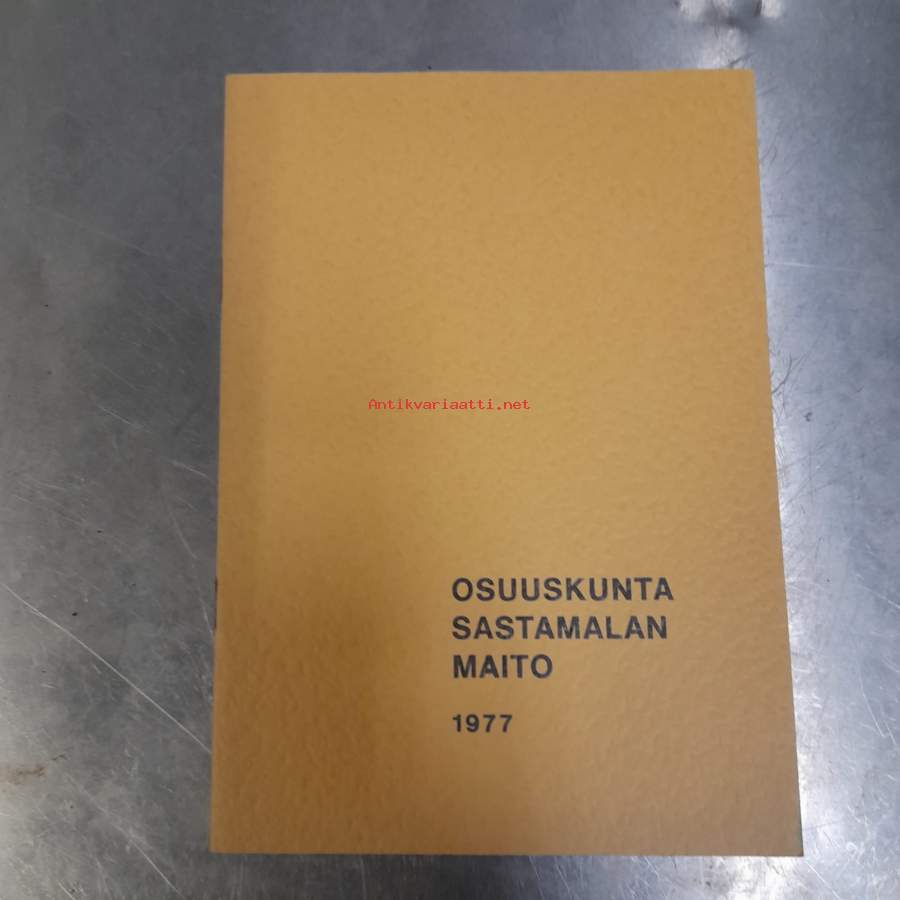 Antikvariaatti.net
OSUUSKUNTA
SASTAMALAN
MAITO
1977